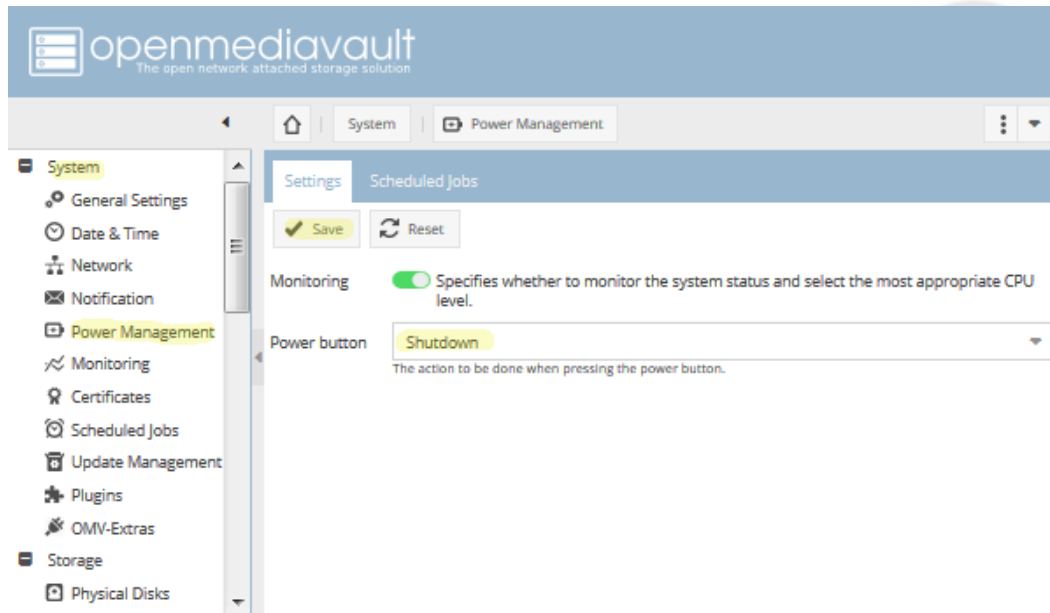 openmediavault
The open network attached storage solution
System
Power Management
System
General Settings
Date & Time
Network
Notification
Power Management
Monitoring
Certificates
Scheduled Jobs
Update Management
Plugins
OMV-Extras
Storage
Physical Disks
Settings
Scheduled Jobs
Save
Reset
Monitoring
Specifies whether to monitor the system status and select the most appropriate CPU
level.
Power button
Shutdown
The action to be done when pressing the power button.